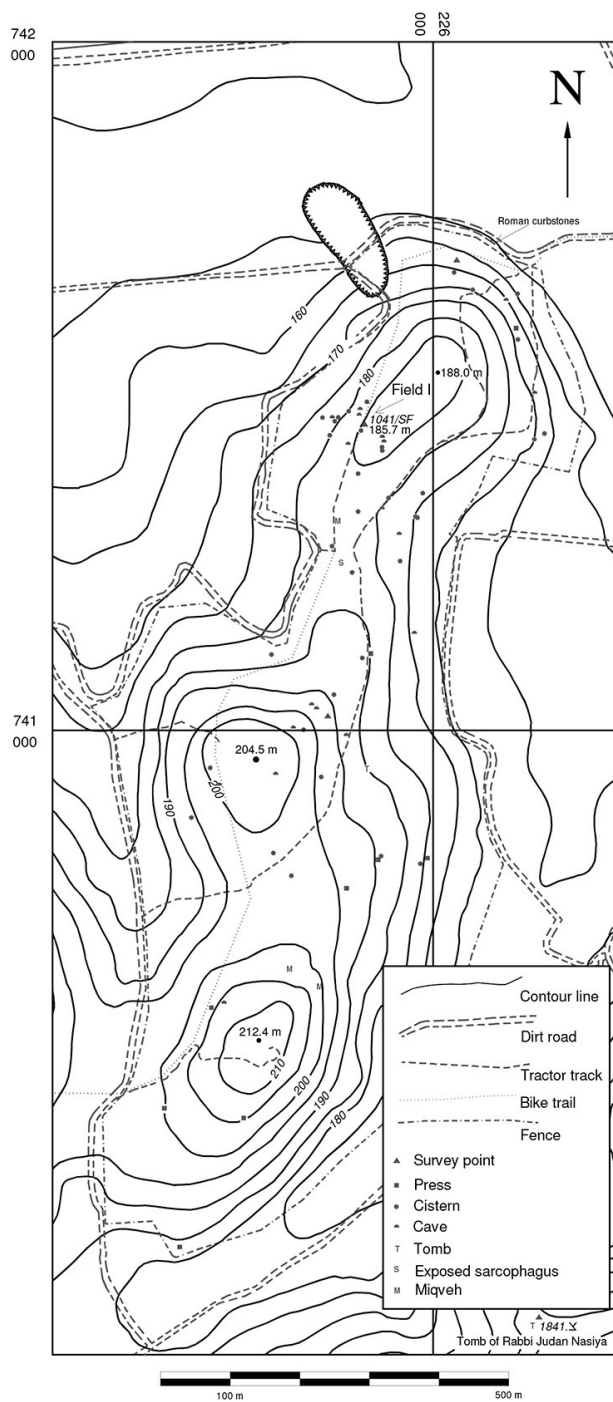 742
000
226
000
N
Roman curbstones
160
170
180
188.0 m
Field I
1041/SF
185.7 m
M
S
741
000
204.5 m
T
200
190
M
M
212.4 m
210
200
190
180
Contour line
Dirt road
Tractor track
Bike trail
Fence
Survey point
Press
Cistern
Cave
T Tomb
S Exposed sarcophagus
M Miqveh
T 1841.צ
Tomb of Rabbi Judan Nasiya
100 m
500 m